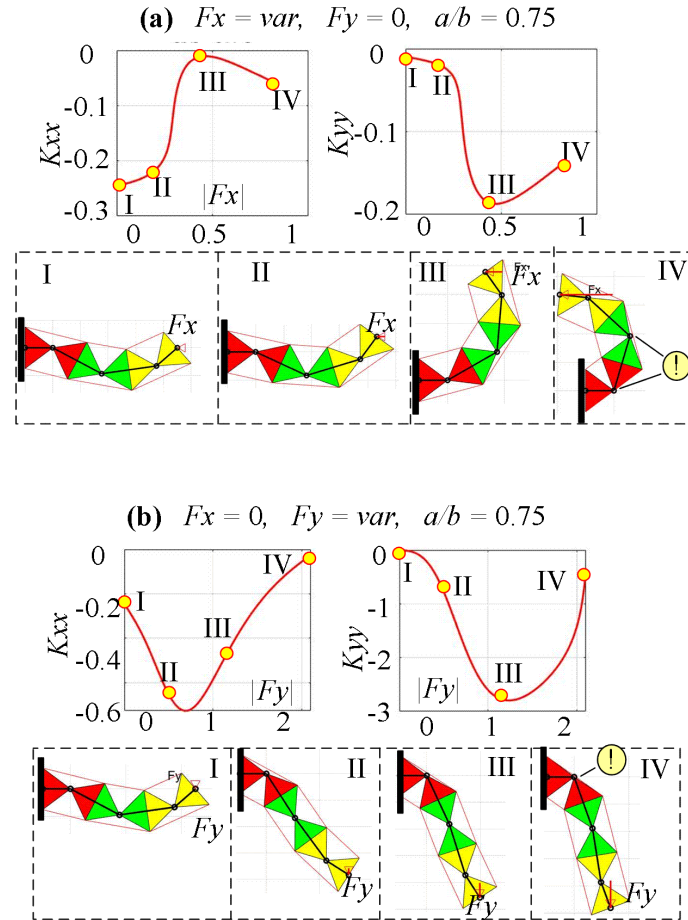 (a) Fx = var, Fy = 0, a/b = 0.75
0
-0.1
-0.2
-0.3
Kxx
I
II
III
IV
|Fx|
0 0.5 1
0
-0.1
-0.2
Kyy
I
II
III
IV
0 0.5 1
I
Fx
II
Fx
III
Fx
Fx
IV
Fx
!
(b) Fx = 0, Fy = var, a/b = 0.75
0
-0.2
-0.4
-0.6
Kxx
I
II
III
IV
|Fy|
0 1 2
0
-1
-2
-3
Kyy
I
II
III
IV
|Fy|
0 1 2
I
Fy
Fy
II
Fy
III
Fy
IV
!
Fy